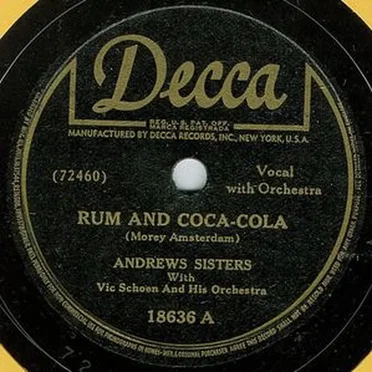 Decca
REG. U.S. PAT. OFF.
MARCA REGISTRADA
MANUFACTURED BY DECCA RECORDS, INC., NEW YORK, U.S.A.
(72460)
Vocal
with Orchestra
RUM AND COCA-COLA
(Morey Amsterdam)
ANDREWS SISTERS
With
Vic Schoen And His Orchestra
18636 A